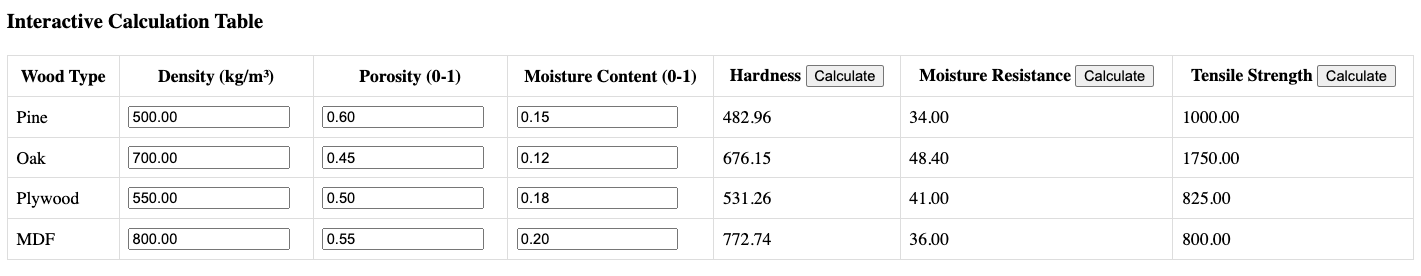 Interactive Calculation Table
Wood Type Density (kg/m³) Porosity (0-1) Moisture Content (0-1) Hardness Calculate Moisture Resistance Calculate Tensile Strength Calculate
Pine 500.00 0.60 0.15 482.96 34.00 1000.00
Oak 700.00 0.45 0.12 676.15 48.40 1750.00
Plywood 550.00 0.50 0.18 531.26 41.00 825.00
MDF 800.00 0.55 0.20 772.74 36.00 800.00